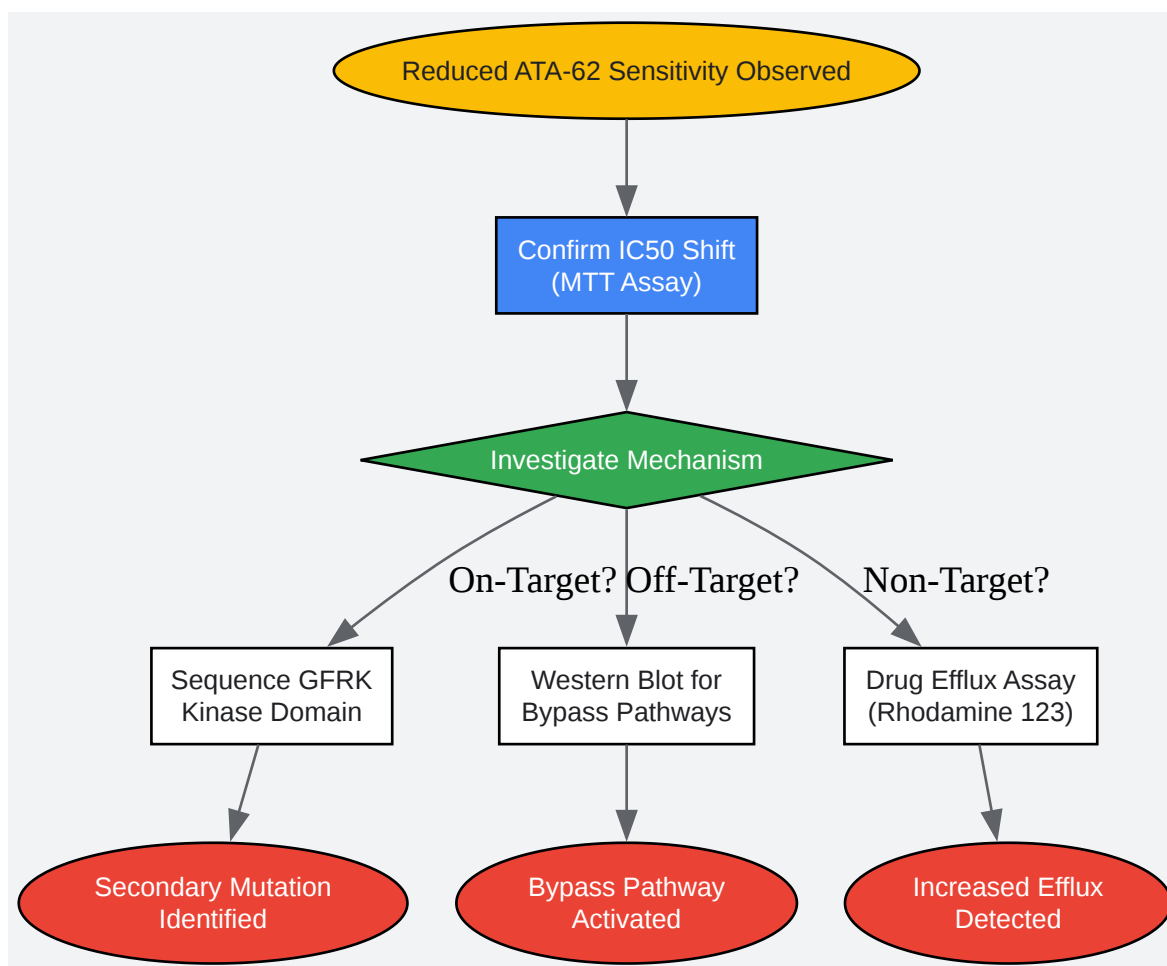 Reduced ATA-62 Sensitivity Observed
Confirm IC50 Shift
(MTT Assay)
Investigate Mechanism
On-Target?
Off-Target?
Non-Target?
Sequence GFRK
Kinase Domain
Western Blot for
Bypass Pathways
Drug Efflux Assay
(Rhodamine 123)
Secondary Mutation
Identified
Bypass Pathway
Activated
Increased Efflux
Detected